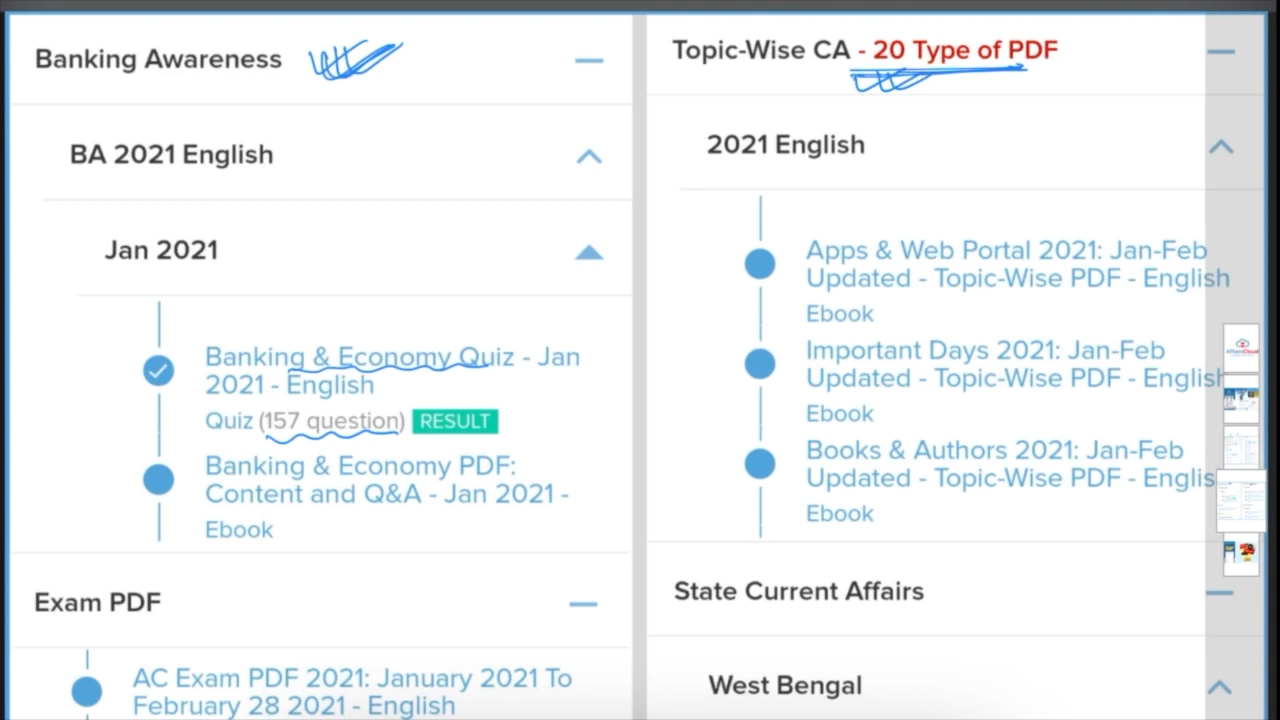 Banking Awareness
BA 2021 English
Jan 2021
Banking & Economy Quiz - Jan
2021 - English
Quiz (157 question) RESULT
Banking & Economy PDF:
Content and Q&A - Jan 2021 -
Ebook
Exam PDF
AC Exam PDF 2021: January 2021 To
February 28 2021 - English
Topic-Wise CA - 20 Type of PDF
2021 English
Apps & Web Portal 2021: Jan-Feb
Updated - Topic-Wise PDF - English
Ebook
Important Days 2021: Jan-Feb
Updated - Topic-Wise PDF - English
Ebook
Books & Authors 2021: Jan-Feb
Updated - Topic-Wise PDF - Englis
Ebook
State Current Affairs
West Bengal
AffairsCloud